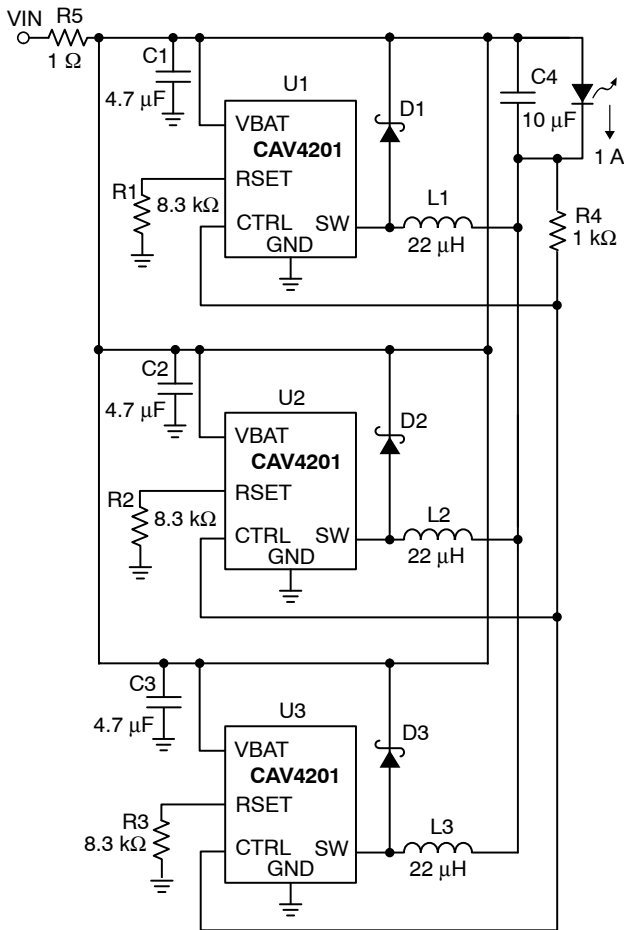 VIN
R5
1 Ω
C1
4.7 μF
U1
VBAT
CAV4201
RSET
CTRL
SW
GND
R1
8.3 kΩ
D1
L1
22 μH
C4
10 μF
1 A
R4
1 kΩ
C2
4.7 μF
U2
VBAT
CAV4201
RSET
CTRL
SW
GND
R2
8.3 kΩ
D2
L2
22 μH
C3
4.7 μF
U3
VBAT
CAV4201
RSET
CTRL
SW
GND
R3
8.3 kΩ
D3
L3
22 μH